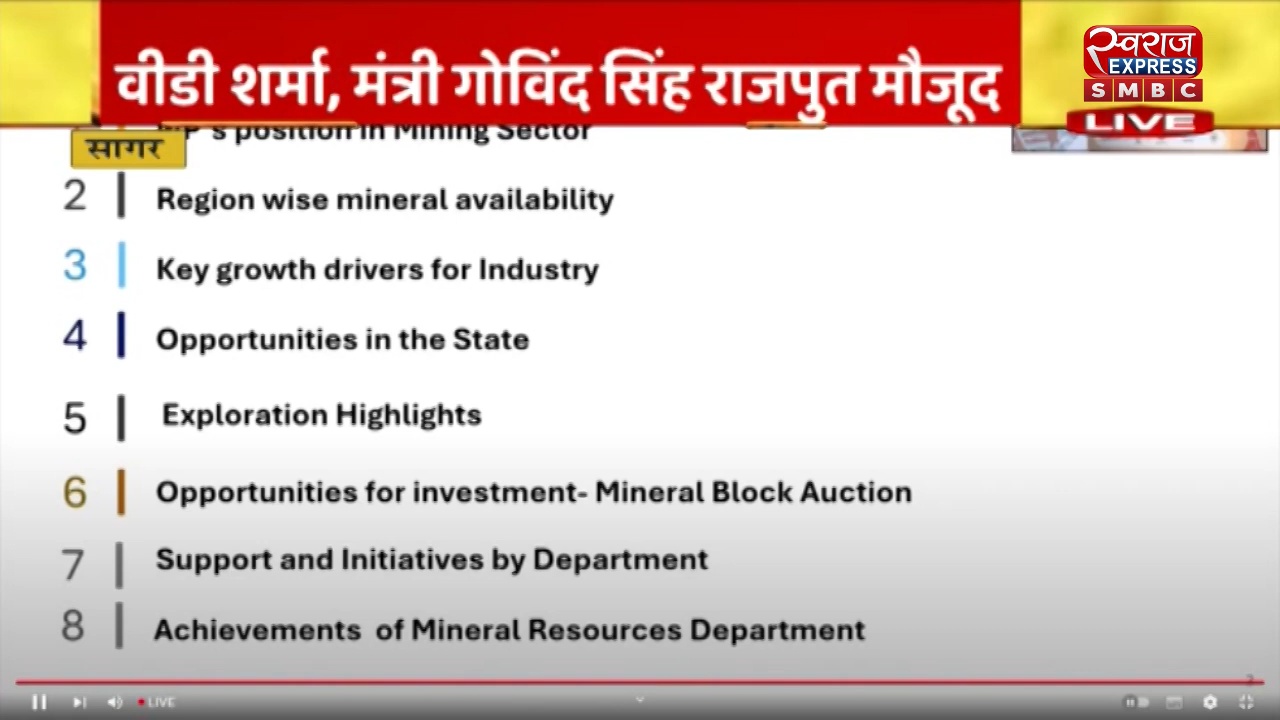 वीडी शर्मा, मंत्री गोविंद सिंह राजपुत मौजूद
स्वराज
EXPRESS
SMBC
LIVE
सागर
P's position in Mining Sector
2 Region wise mineral availability
3 Key growth drivers for Industry
4 Opportunities in the State
5 Exploration Highlights
6 Opportunities for investment- Mineral Block Auction
7 Support and Initiatives by Department
8 Achievements of Mineral Resources Department
3
LIVE